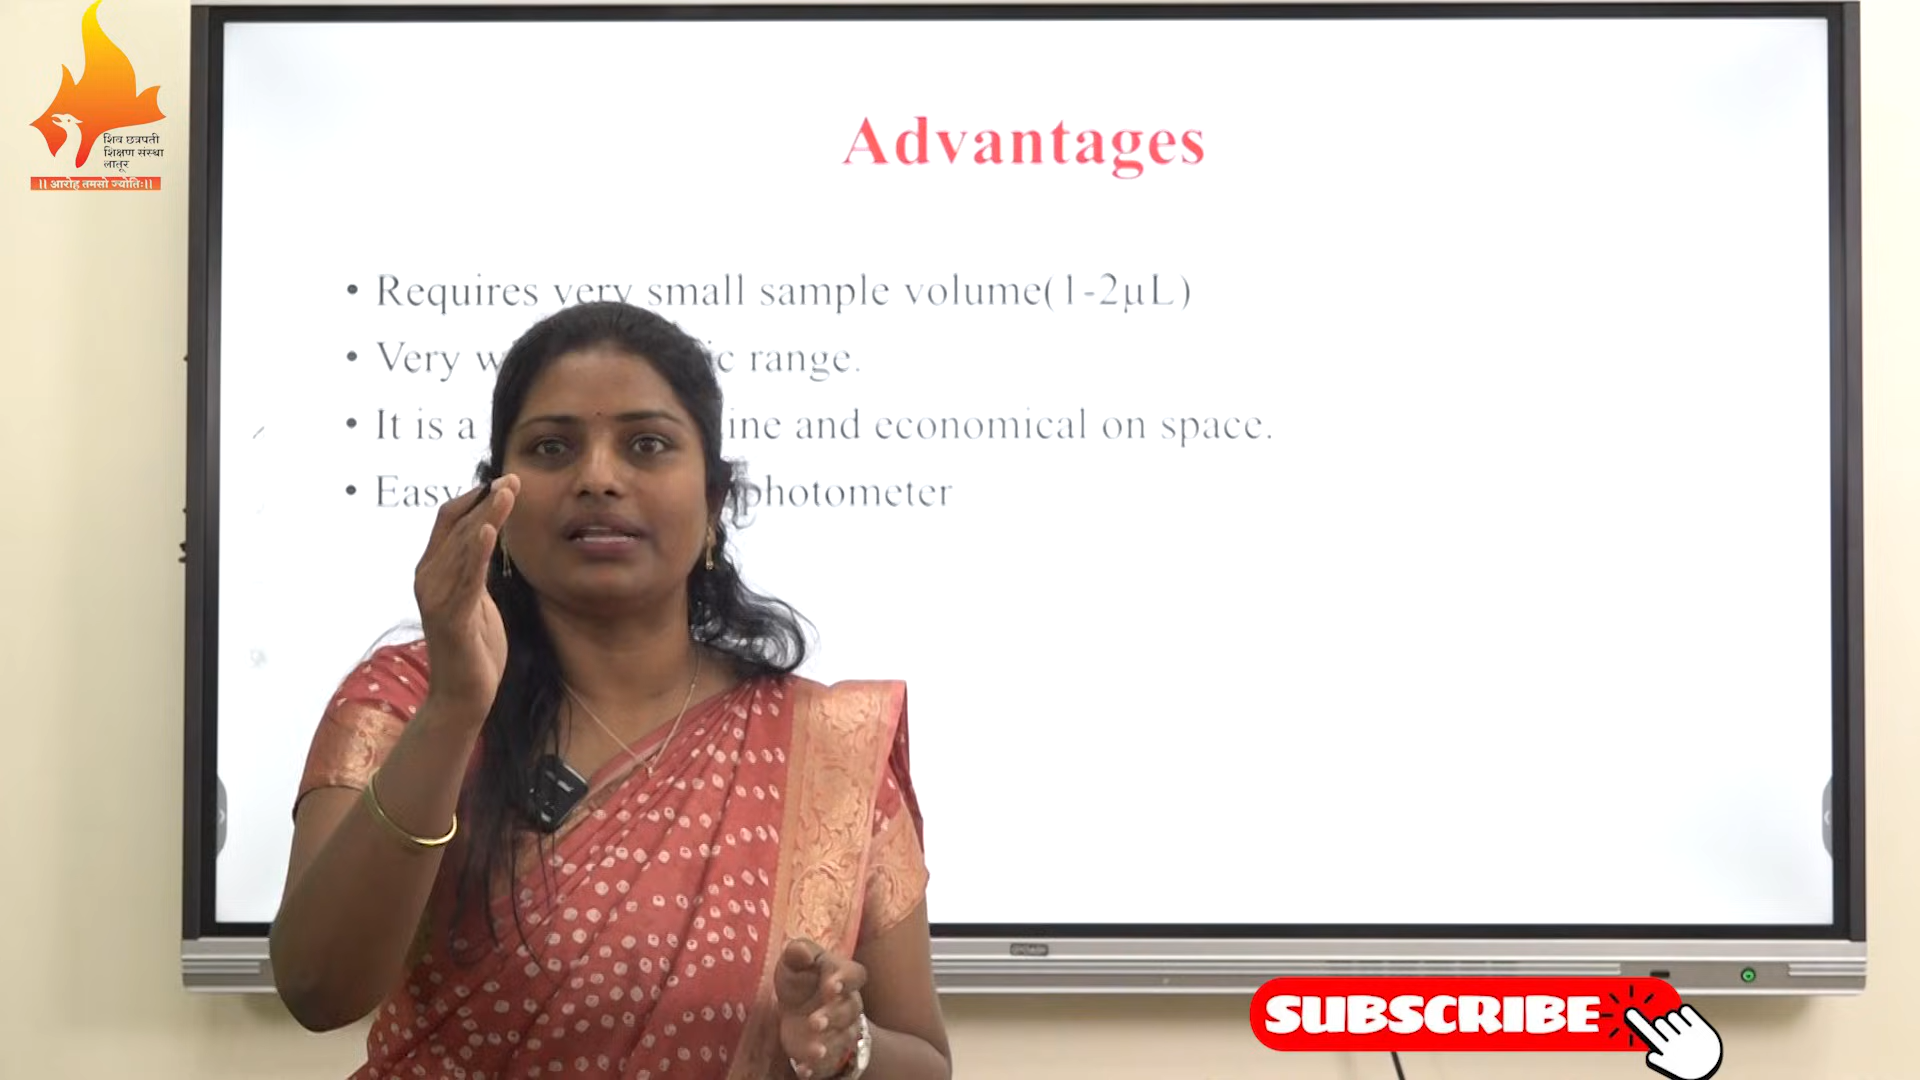 शिव छत्रपती
शिक्षण संस्था
लातूर
।। आरोह तमसो ज्योतिः।।
Advantages
• Requires very small sample volume(1-2µL)
• Very range.
• It is a and economical on space.
• Easy photometer
SUBSCRIBE